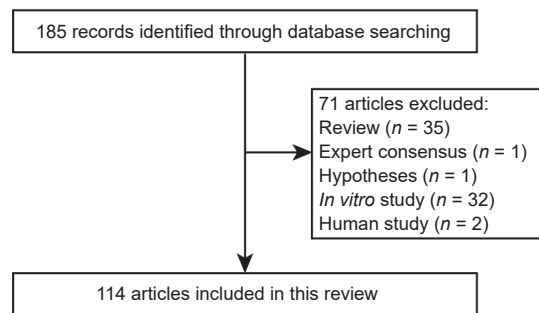 185 records identified through database searching
71 articles excluded:
Review (n = 35)
Expert consensus (n = 1)
Hypotheses (n = 1)
In vitro study (n = 32)
Human study (n = 2)
114 articles included in this review